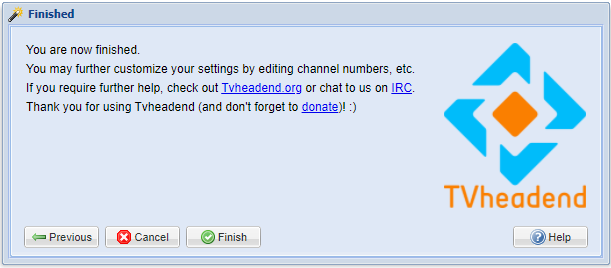 Finished
You are now finished.
You may further customize your settings by editing channel numbers, etc.
If you require further help, check out Tvheadend.org or chat to us on IRC.
Thank you for using Tvheadend (and don't forget to donate)! :)
TVheadend
Previous Cancel Finish Help